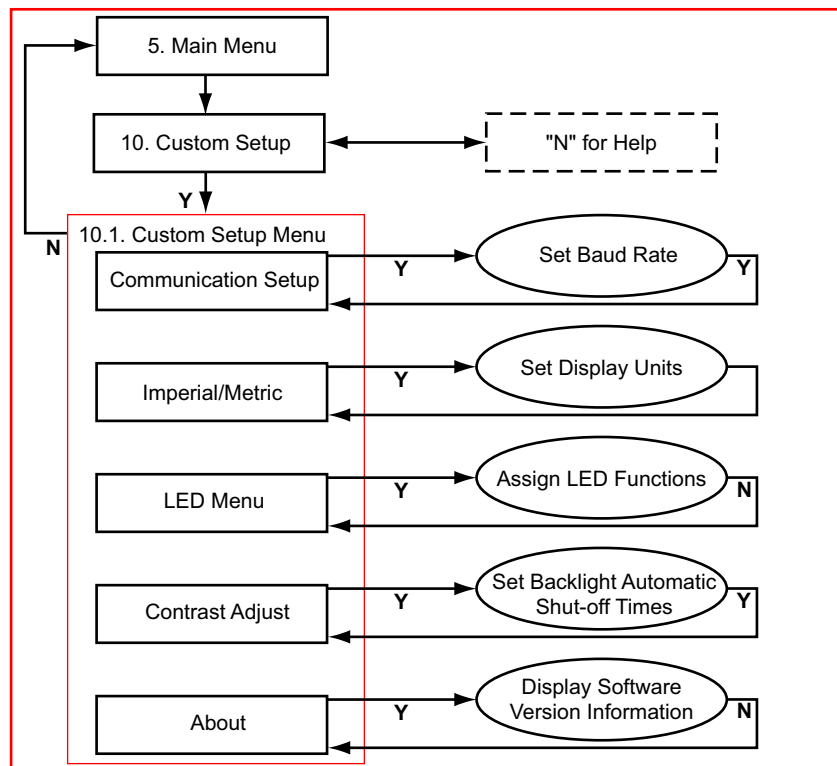 5. Main Menu
10. Custom Setup
"N" for Help
Y
N
10.1. Custom Setup Menu
Communication Setup
Y
Set Baud Rate
Y
Imperial/Metric
Y
Set Display Units
LED Menu
Y
Assign LED Functions
N
Contrast Adjust
Y
Set Backlight Automatic
Shut-off Times
Y
About
Y
Display Software
Version Information
N